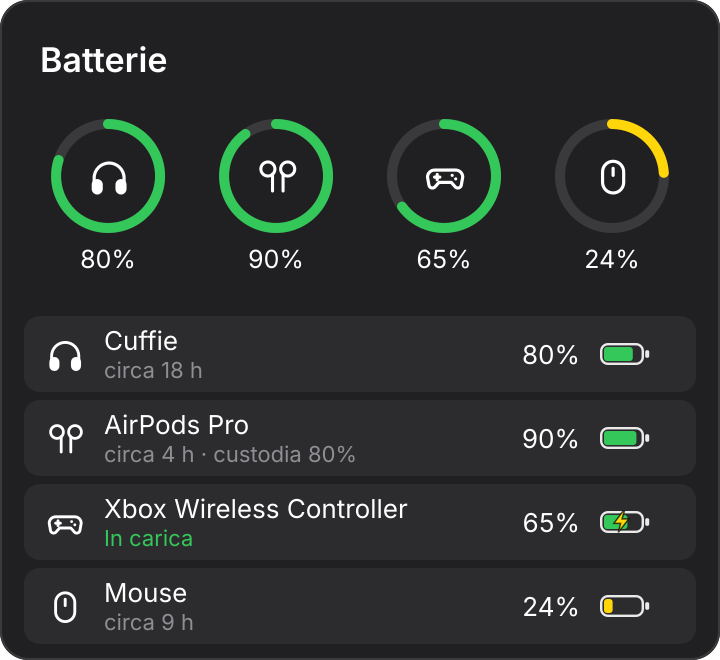 Batterie
80%
90%
65%
24%
Cuffie
circa 18 h
80%
AirPods Pro
circa 4 h · custodia 80%
90%
Xbox Wireless Controller
In carica
65%
Mouse
circa 9 h
24%